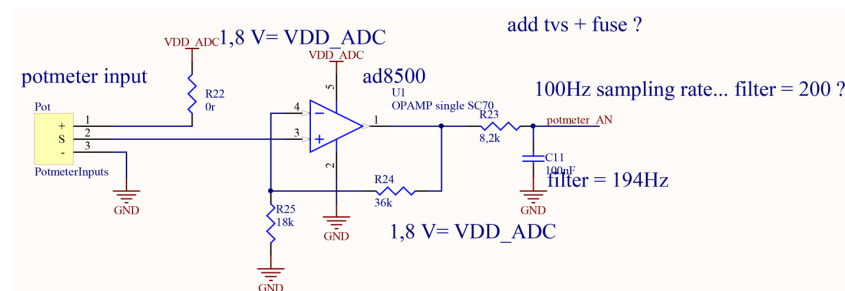 add tvs + fuse ?
VDD_ADC
1,8 V= VDD_ADC
VDD_ADC
potmeter input
ad8500
U1
OPAMP single SC70
100Hz sampling rate... filter = 200 ?
R22
0r
Pot
+ 1
S 2
- 3
PotmeterInputs
GND
5
4
3
1
2
R23
8,2k
potmeter_AN
C11
100nF
filter = 194Hz
GND
R24
36k
R25
18k
GND
1,8 V= VDD_ADC
GND